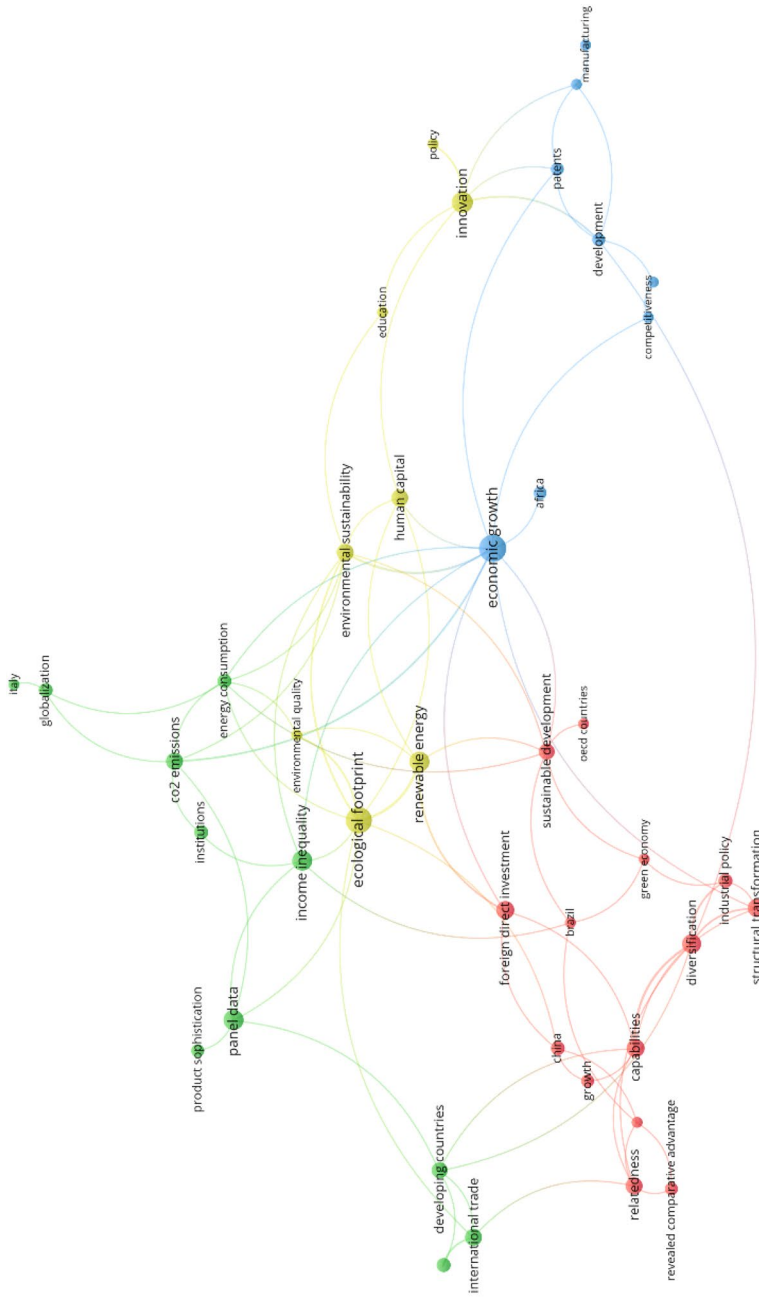 italy
globalization
co2 emissions
product sophistication
institutions
energy consumption
panel data
environmental quality
income inequality
environmental sustainability
ecological footprint
education
human capital
renewable energy
policy
developing countries
innovation
international trade
economic growth
foreign direct investment
africa
sustainable development
china
patents
brazil
oecd countries
manufacturing
growth
development
relatedness
capabilities
green economy
competitiveness
revealed comparative advantage
diversification
industrial policy
structural transformation